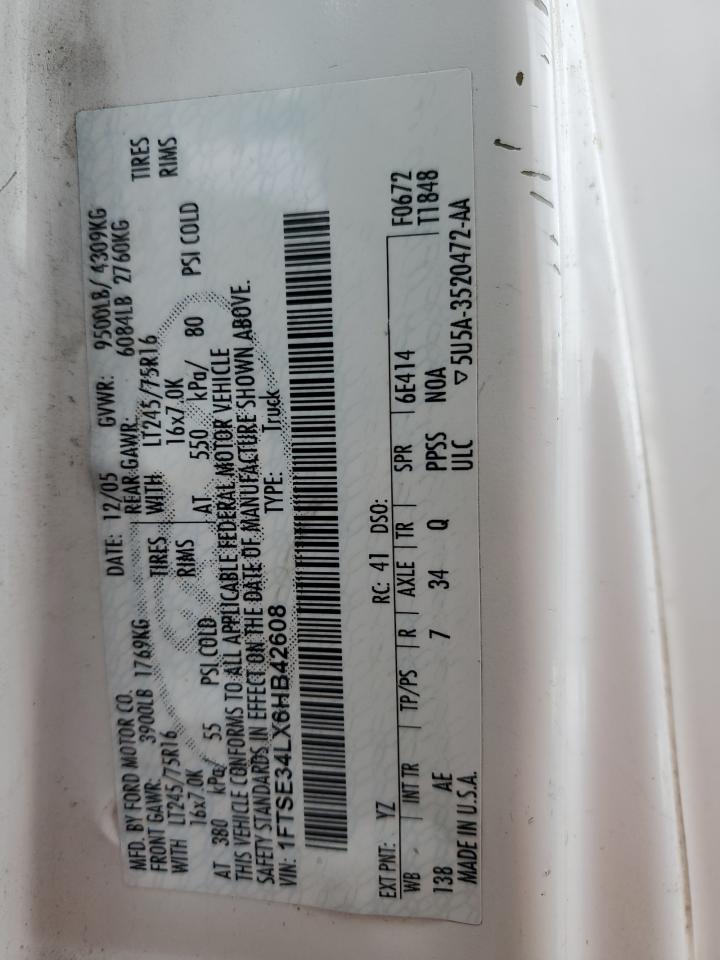 MFD. BY FORD MOTOR CO. DATE: 12/05 GVWR: 9500LB/ 4309KG
FRONT GAWR: 3900LB 1769KG REAR GAWR: 6084LB 2760KG
WITH LT245/75R16 TIRES WITH LT245/75R16 TIRES
16x7.0K RIMS 16x7.0K RIMS
AT 380 kPa/ 55 PSI COLD AT 550 kPa/ 80 PSI COLD
THIS VEHICLE CONFORMS TO ALL APPLICABLE FEDERAL MOTOR VEHICLE
SAFETY STANDARDS IN EFFECT ON THE DATE OF MANUFACTURE SHOWN ABOVE.
VIN: 1FTSE34LX6HB42608 TYPE: Truck
EXT PNT: YZ RC: 41 DSO: F0672
WB INT TR TP/PS R AXLE TR SPR 6E414 T1848
138 AE 7 34 Q PPSS N0A
MADE IN U.S.A. ULC ▽5U5A-3520472-AA